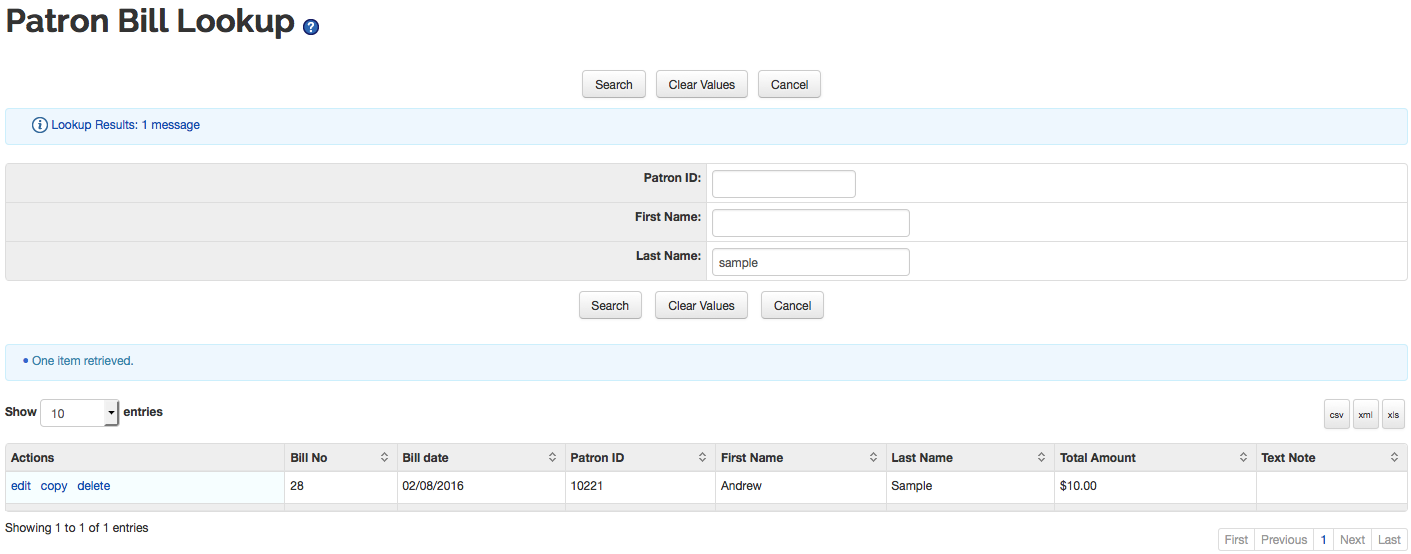 Patron Bill Lookup ?
Search Clear Values Cancel
Lookup Results: 1 message
Patron ID:
First Name:
Last Name: sample
Search Clear Values Cancel
• One item retrieved.
Show 10 entries csv xml xls
Actions Bill No Bill date Patron ID First Name Last Name Total Amount Text Note
edit copy delete 28 02/08/2016 10221 Andrew Sample $10.00
Showing 1 to 1 of 1 entries
First Previous 1 Next Last